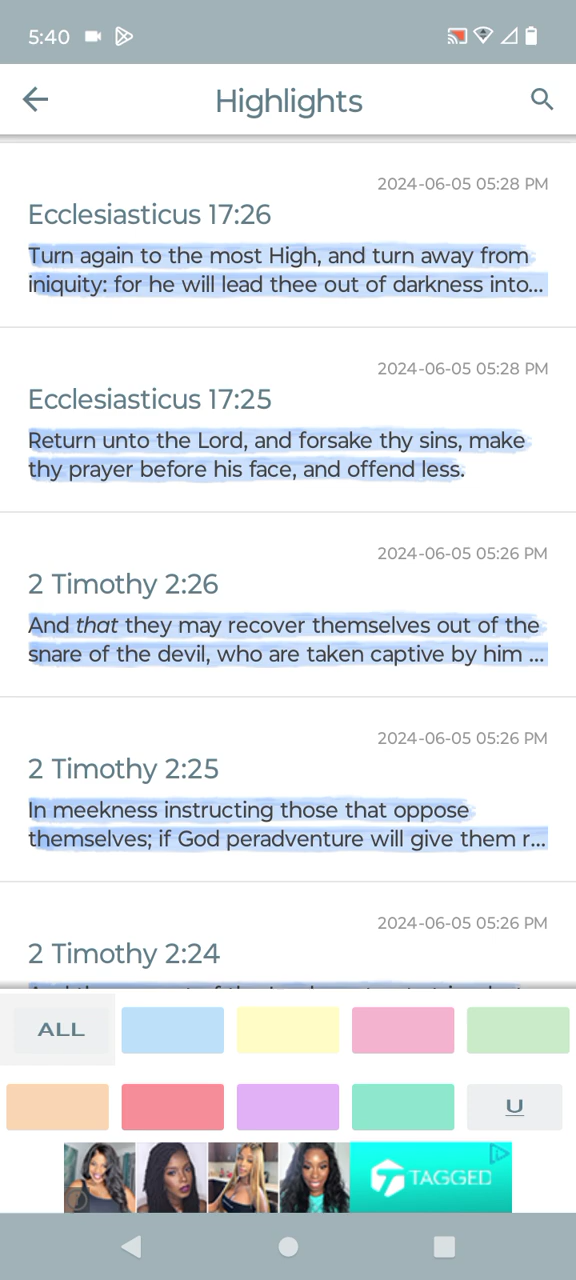 5:40
Highlights
2024-06-05 05:28 PM
Ecclesiasticus 17:26
Turn again to the most High, and turn away from
iniquity: for he will lead thee out of darkness into...
2024-06-05 05:28 PM
Ecclesiasticus 17:25
Return unto the Lord, and forsake thy sins, make
thy prayer before his face, and offend less.
2024-06-05 05:26 PM
2 Timothy 2:26
And that they may recover themselves out of the
snare of the devil, who are taken captive by him ...
2024-06-05 05:26 PM
2 Timothy 2:25
In meekness instructing those that oppose
themselves; if God peradventure will give them r...
2024-06-05 05:26 PM
2 Timothy 2:24
ALL
U
TAGGED